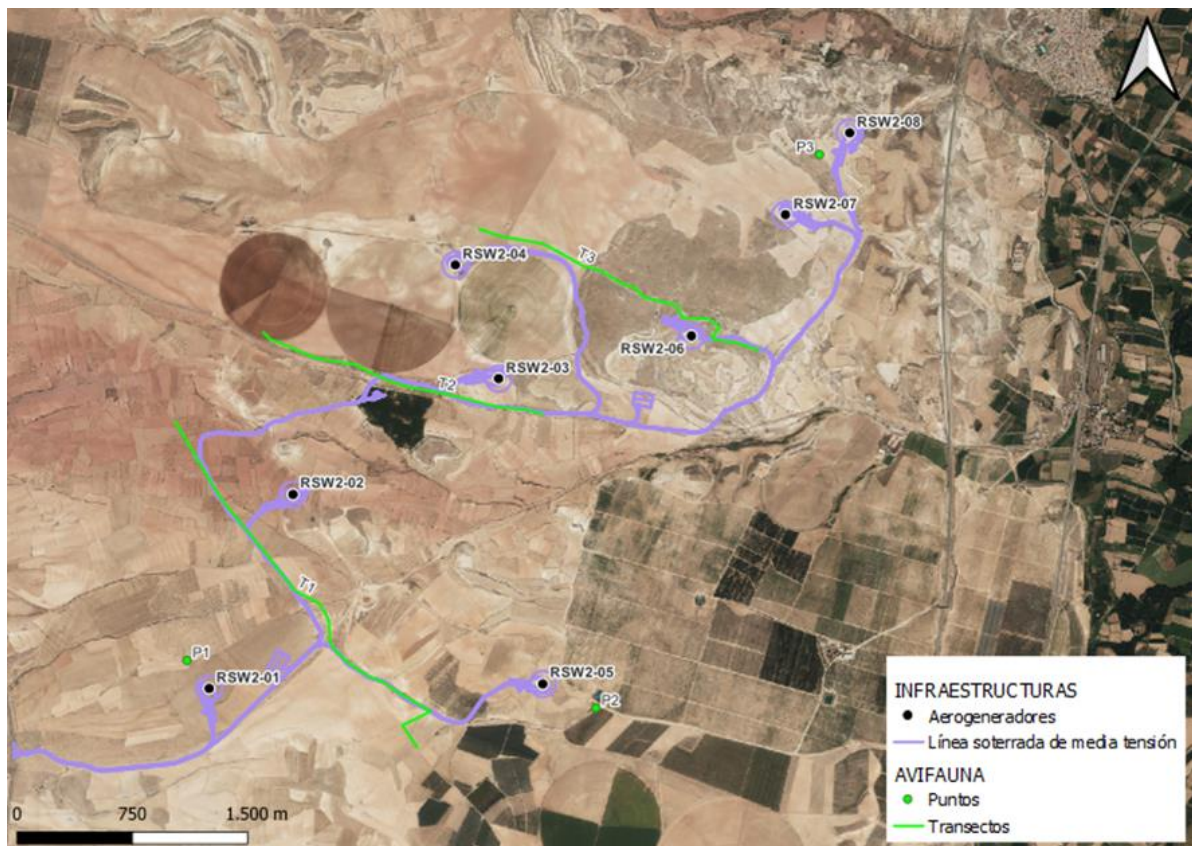 RSW2-08
P3
RSW2-07
RSW2-04
T3
RSW2-06
RSW2-03
T2
RSW2-02
T1
P1
RSW2-01
RSW2-05
P2
INFRAESTRUCTURAS
Aerogeneradores
Línea soterrada de media tensión
AVIFAUNA
Puntos
Transectos
0 750 1.500 m